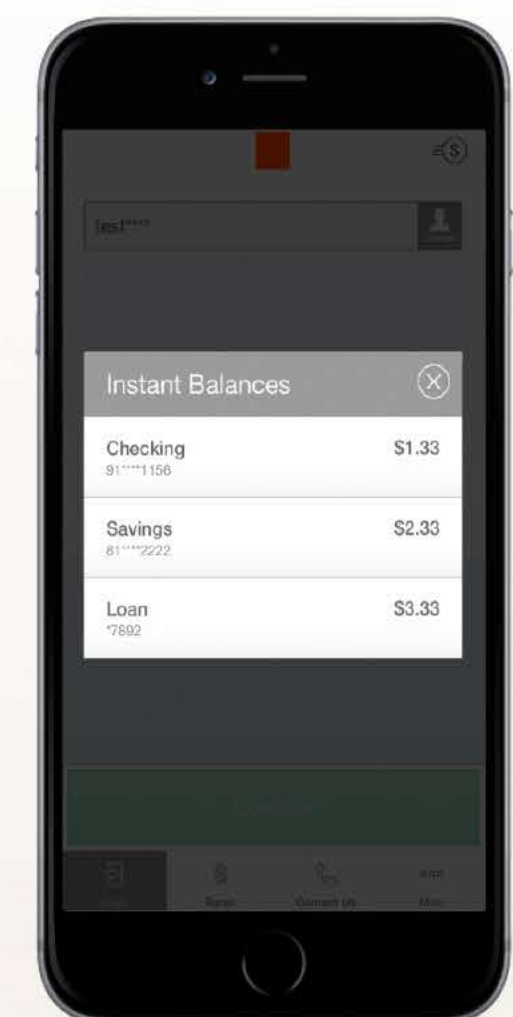 test****
Instant Balances
Checking $1.33
91****1156
Savings $2.33
81****2222
Loan $3.33
*7892
Contact Us
More